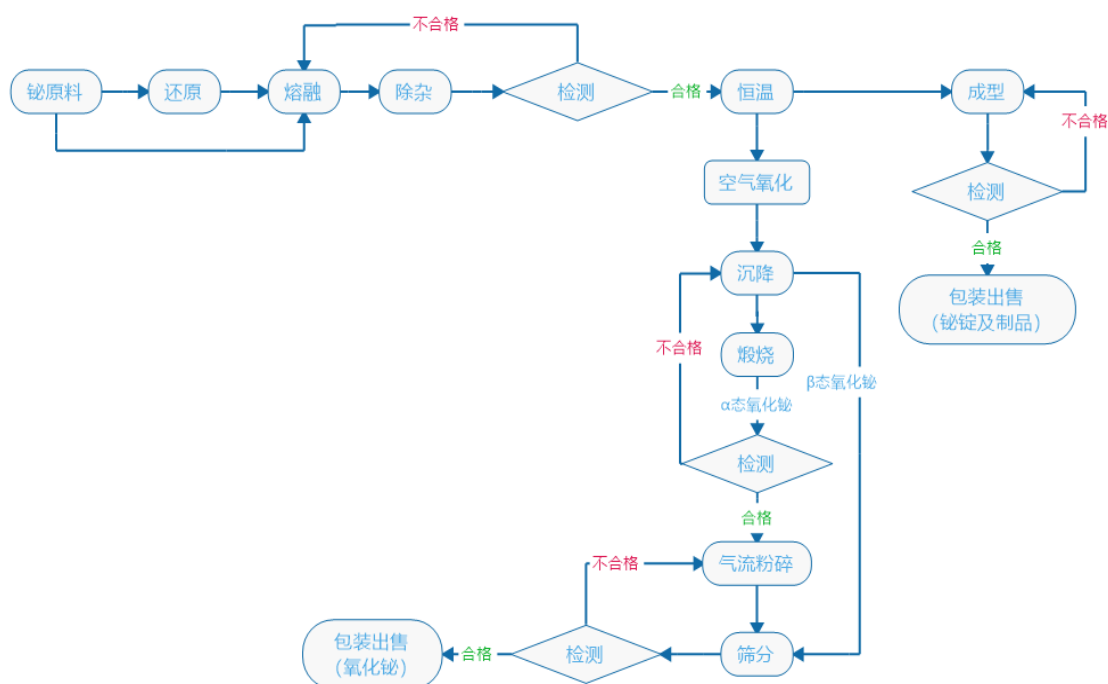 不合格
铋原料
还原
熔融
除杂
检测
合格
恒温
成型
不合格
空气氧化
检测
合格
沉降
包装出售
（铋锭及制品）
不合格
煅烧
β态氧化铋
α态氧化铋
检测
合格
不合格
气流粉碎
包装出售
（氧化铋）
合格
检测
筛分